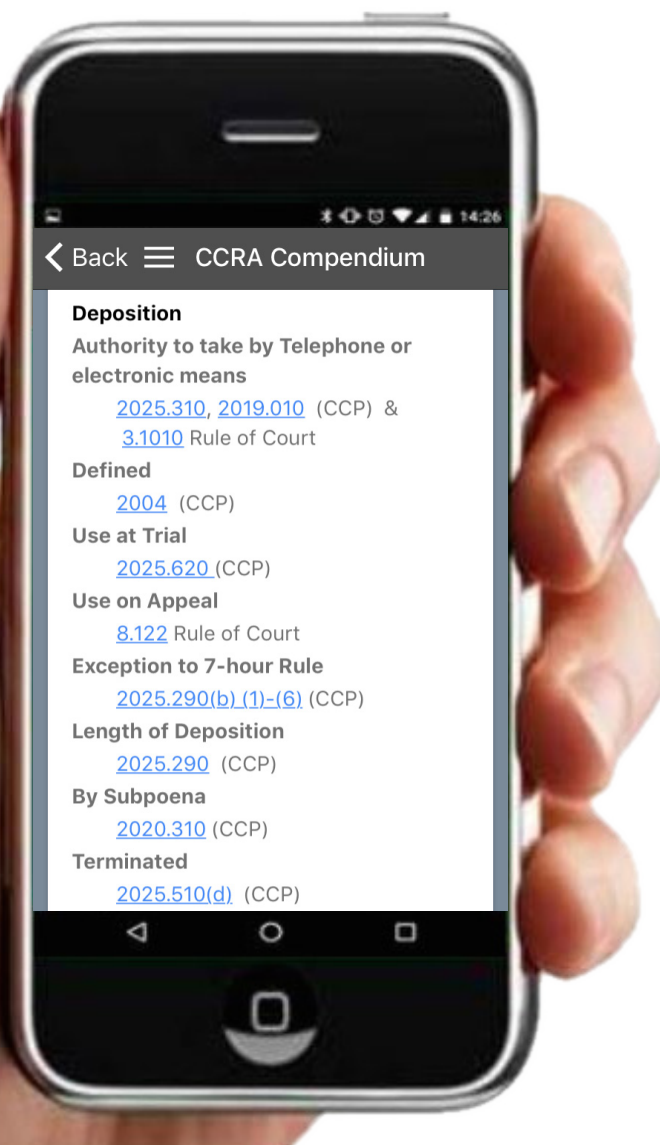 14:26
Back CCRA Compendium
Deposition
Authority to take by Telephone or
electronic means
2025.310, 2019.010 (CCP) &
3.1010 Rule of Court
Defined
2004 (CCP)
Use at Trial
2025.620 (CCP)
Use on Appeal
8.122 Rule of Court
Exception to 7-hour Rule
2025.290(b) (1)-(6) (CCP)
Length of Deposition
2025.290 (CCP)
By Subpoena
2020.310 (CCP)
Terminated
2025.510(d) (CCP)